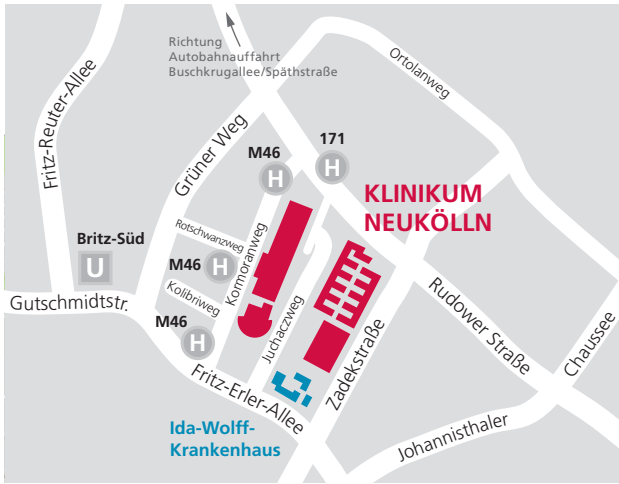 Richtung
Autobahnauffahrt
Buschkrugallee/Späthstraße
Ortolanweg
Fritz-Reuter-Allee
Grüner Weg
M46
H
171
H
KLINIKUM
NEUKÖLLN
Rotschwanzweg
Britz-Süd
U
M46
H
Kormoranweg
Kolibriweg
Gutschmidtstr.
M46
H
Juchaczweg
Zadekstraße
Rudower Straße
Chaussee
Johannisthaler
Fritz-Erler-Allee
Ida-Wolff-
Krankenhaus